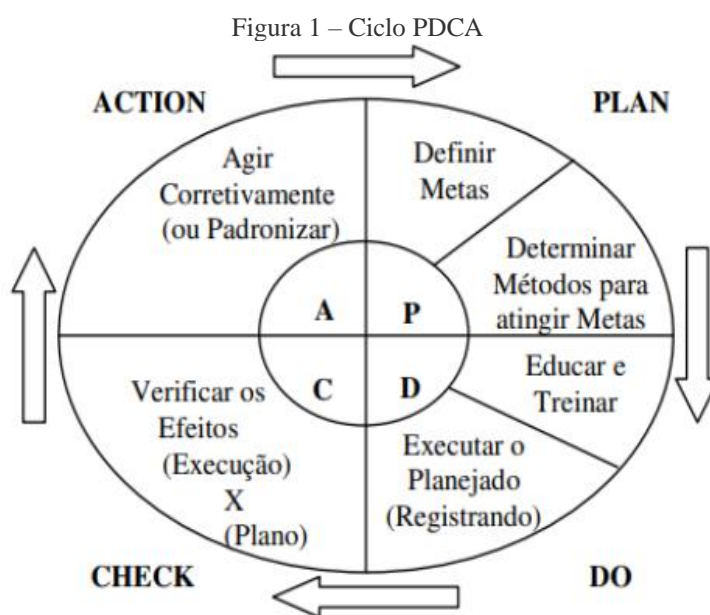 Figura 1 – Ciclo PDCA
ACTION
PLAN
Agir
Corretivamente
(ou Padronizar)
Definir
Metas
Determinar
Métodos para
atingir Metas
A
P
C
D
Educar e
Treinar
Verificar os
Efeitos
(Execução)
X
(Plano)
Executar o
Planejado
(Registrando)
CHECK
DO